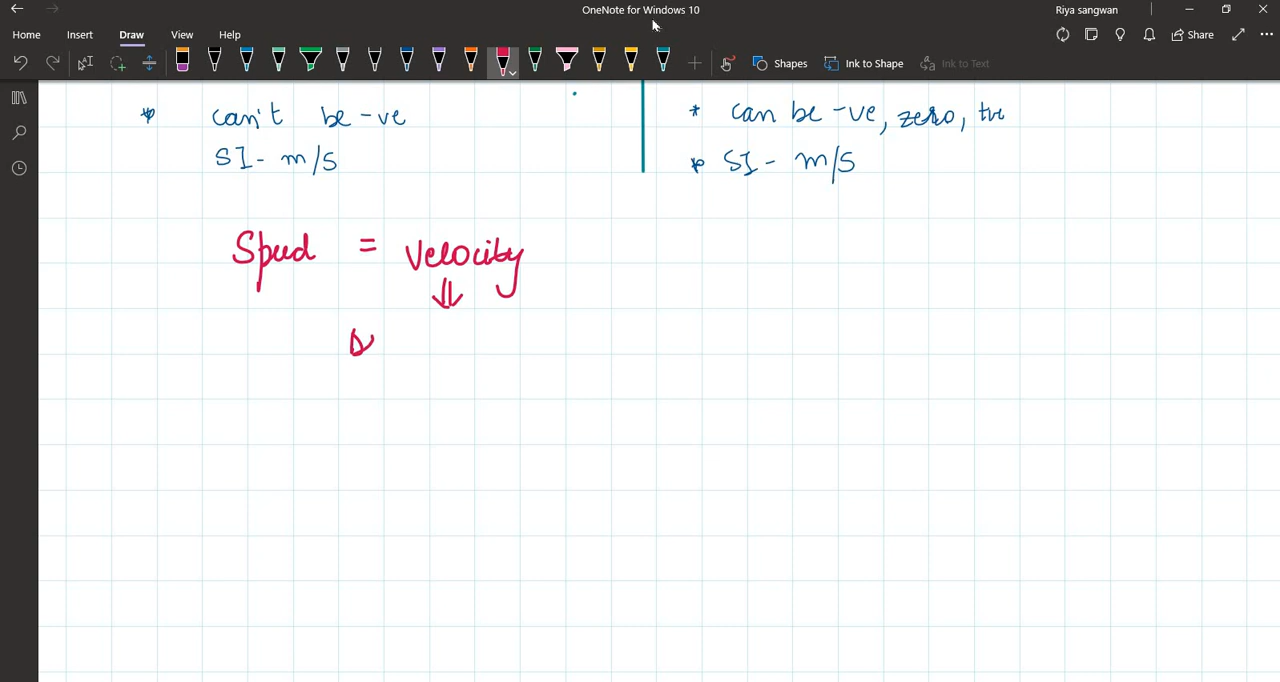 OneNote for Windows 10
Riya sangwan
Home Insert Draw View Help
Share
Shapes Ink to Shape Ink to Text
* can't be -ve
SI - m/s
* can be -ve, zero, +ve
* SI - m/s
Speed = velocity